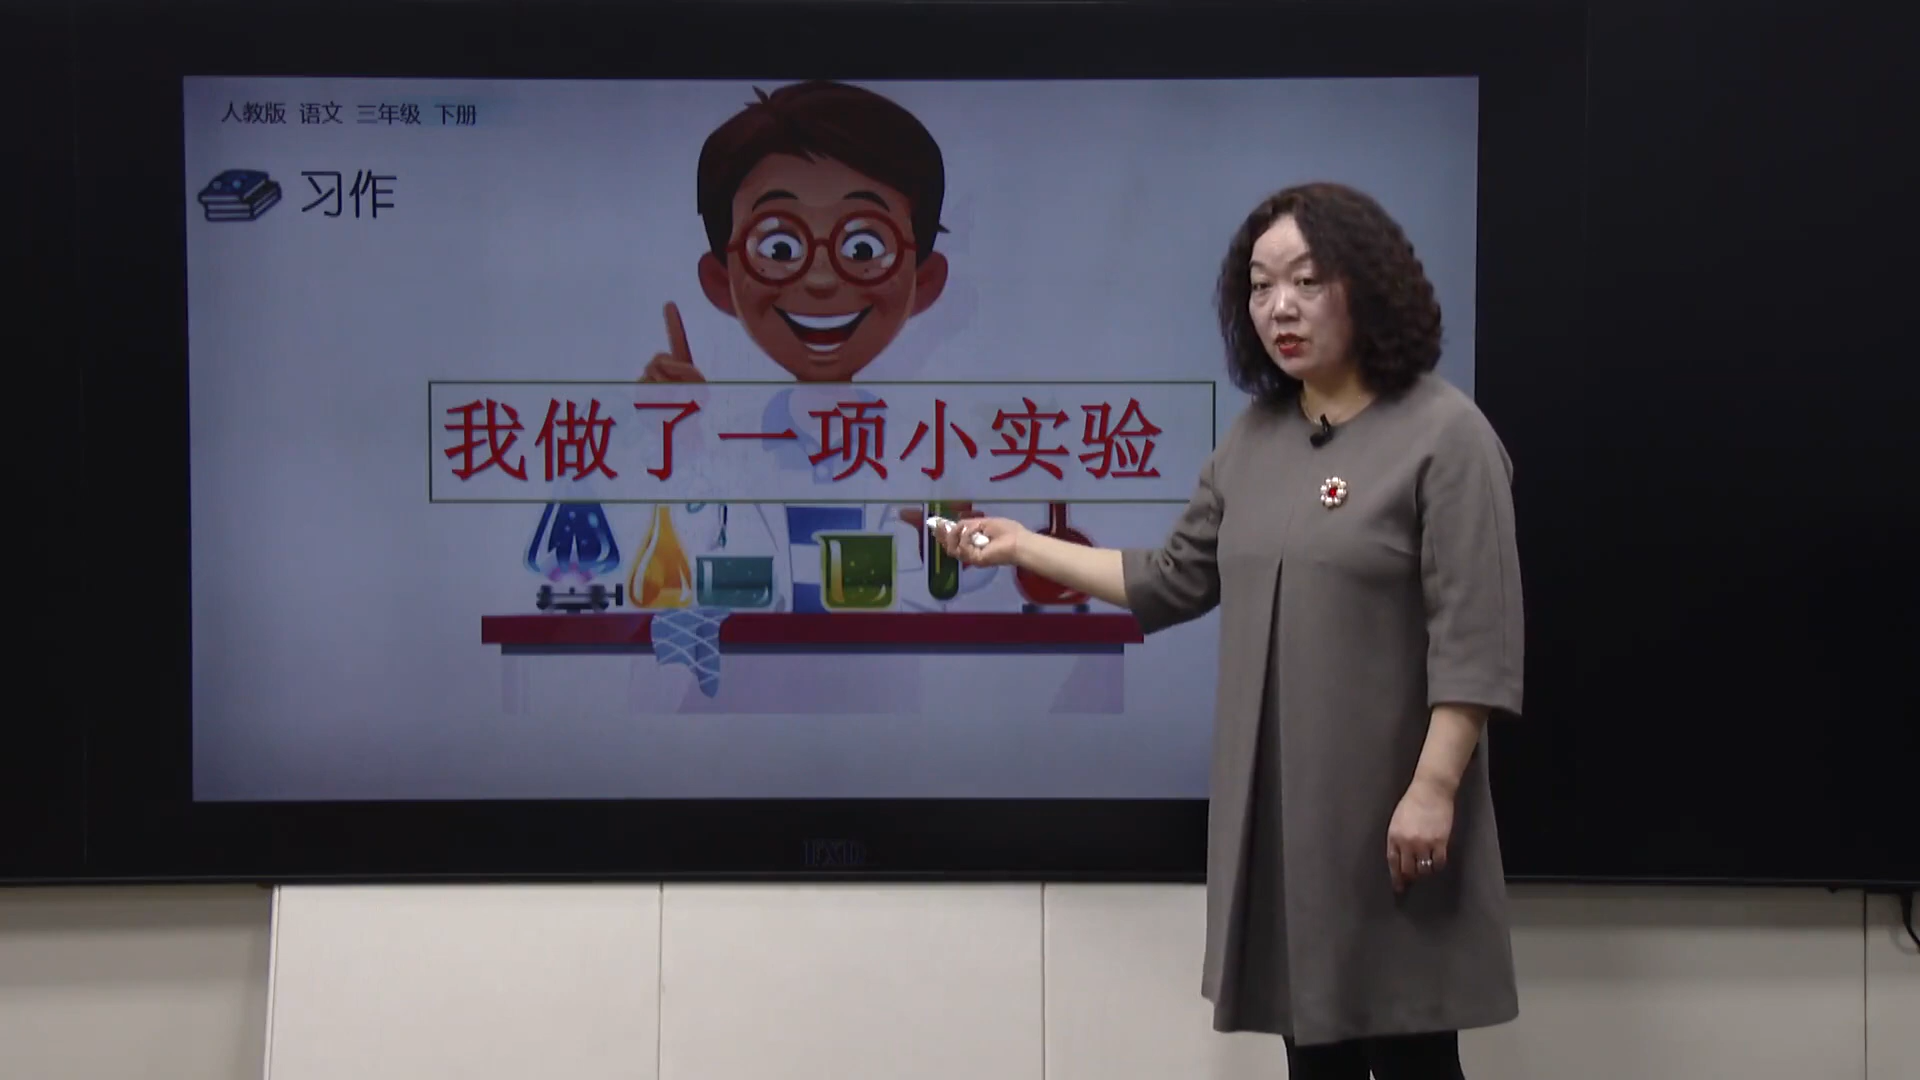 人教版 语文 三年级 下册
习作
我做了一项小实验